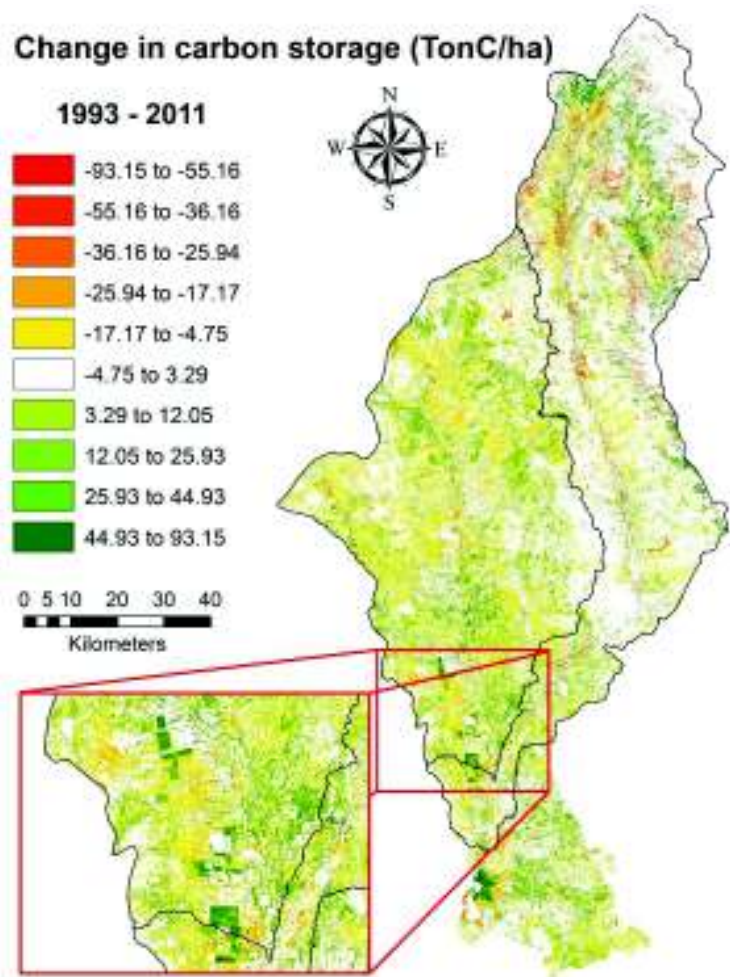 Change in carbon storage (TonC/ha)
1993 - 2011
N
W E
S
-93.15 to -55.16
-55.16 to -36.16
-36.16 to -25.94
-25.94 to -17.17
-17.17 to -4.75
-4.75 to 3.29
3.29 to 12.05
12.05 to 25.93
25.93 to 44.93
44.93 to 93.15
0 5 10 20 30 40
Kilometers